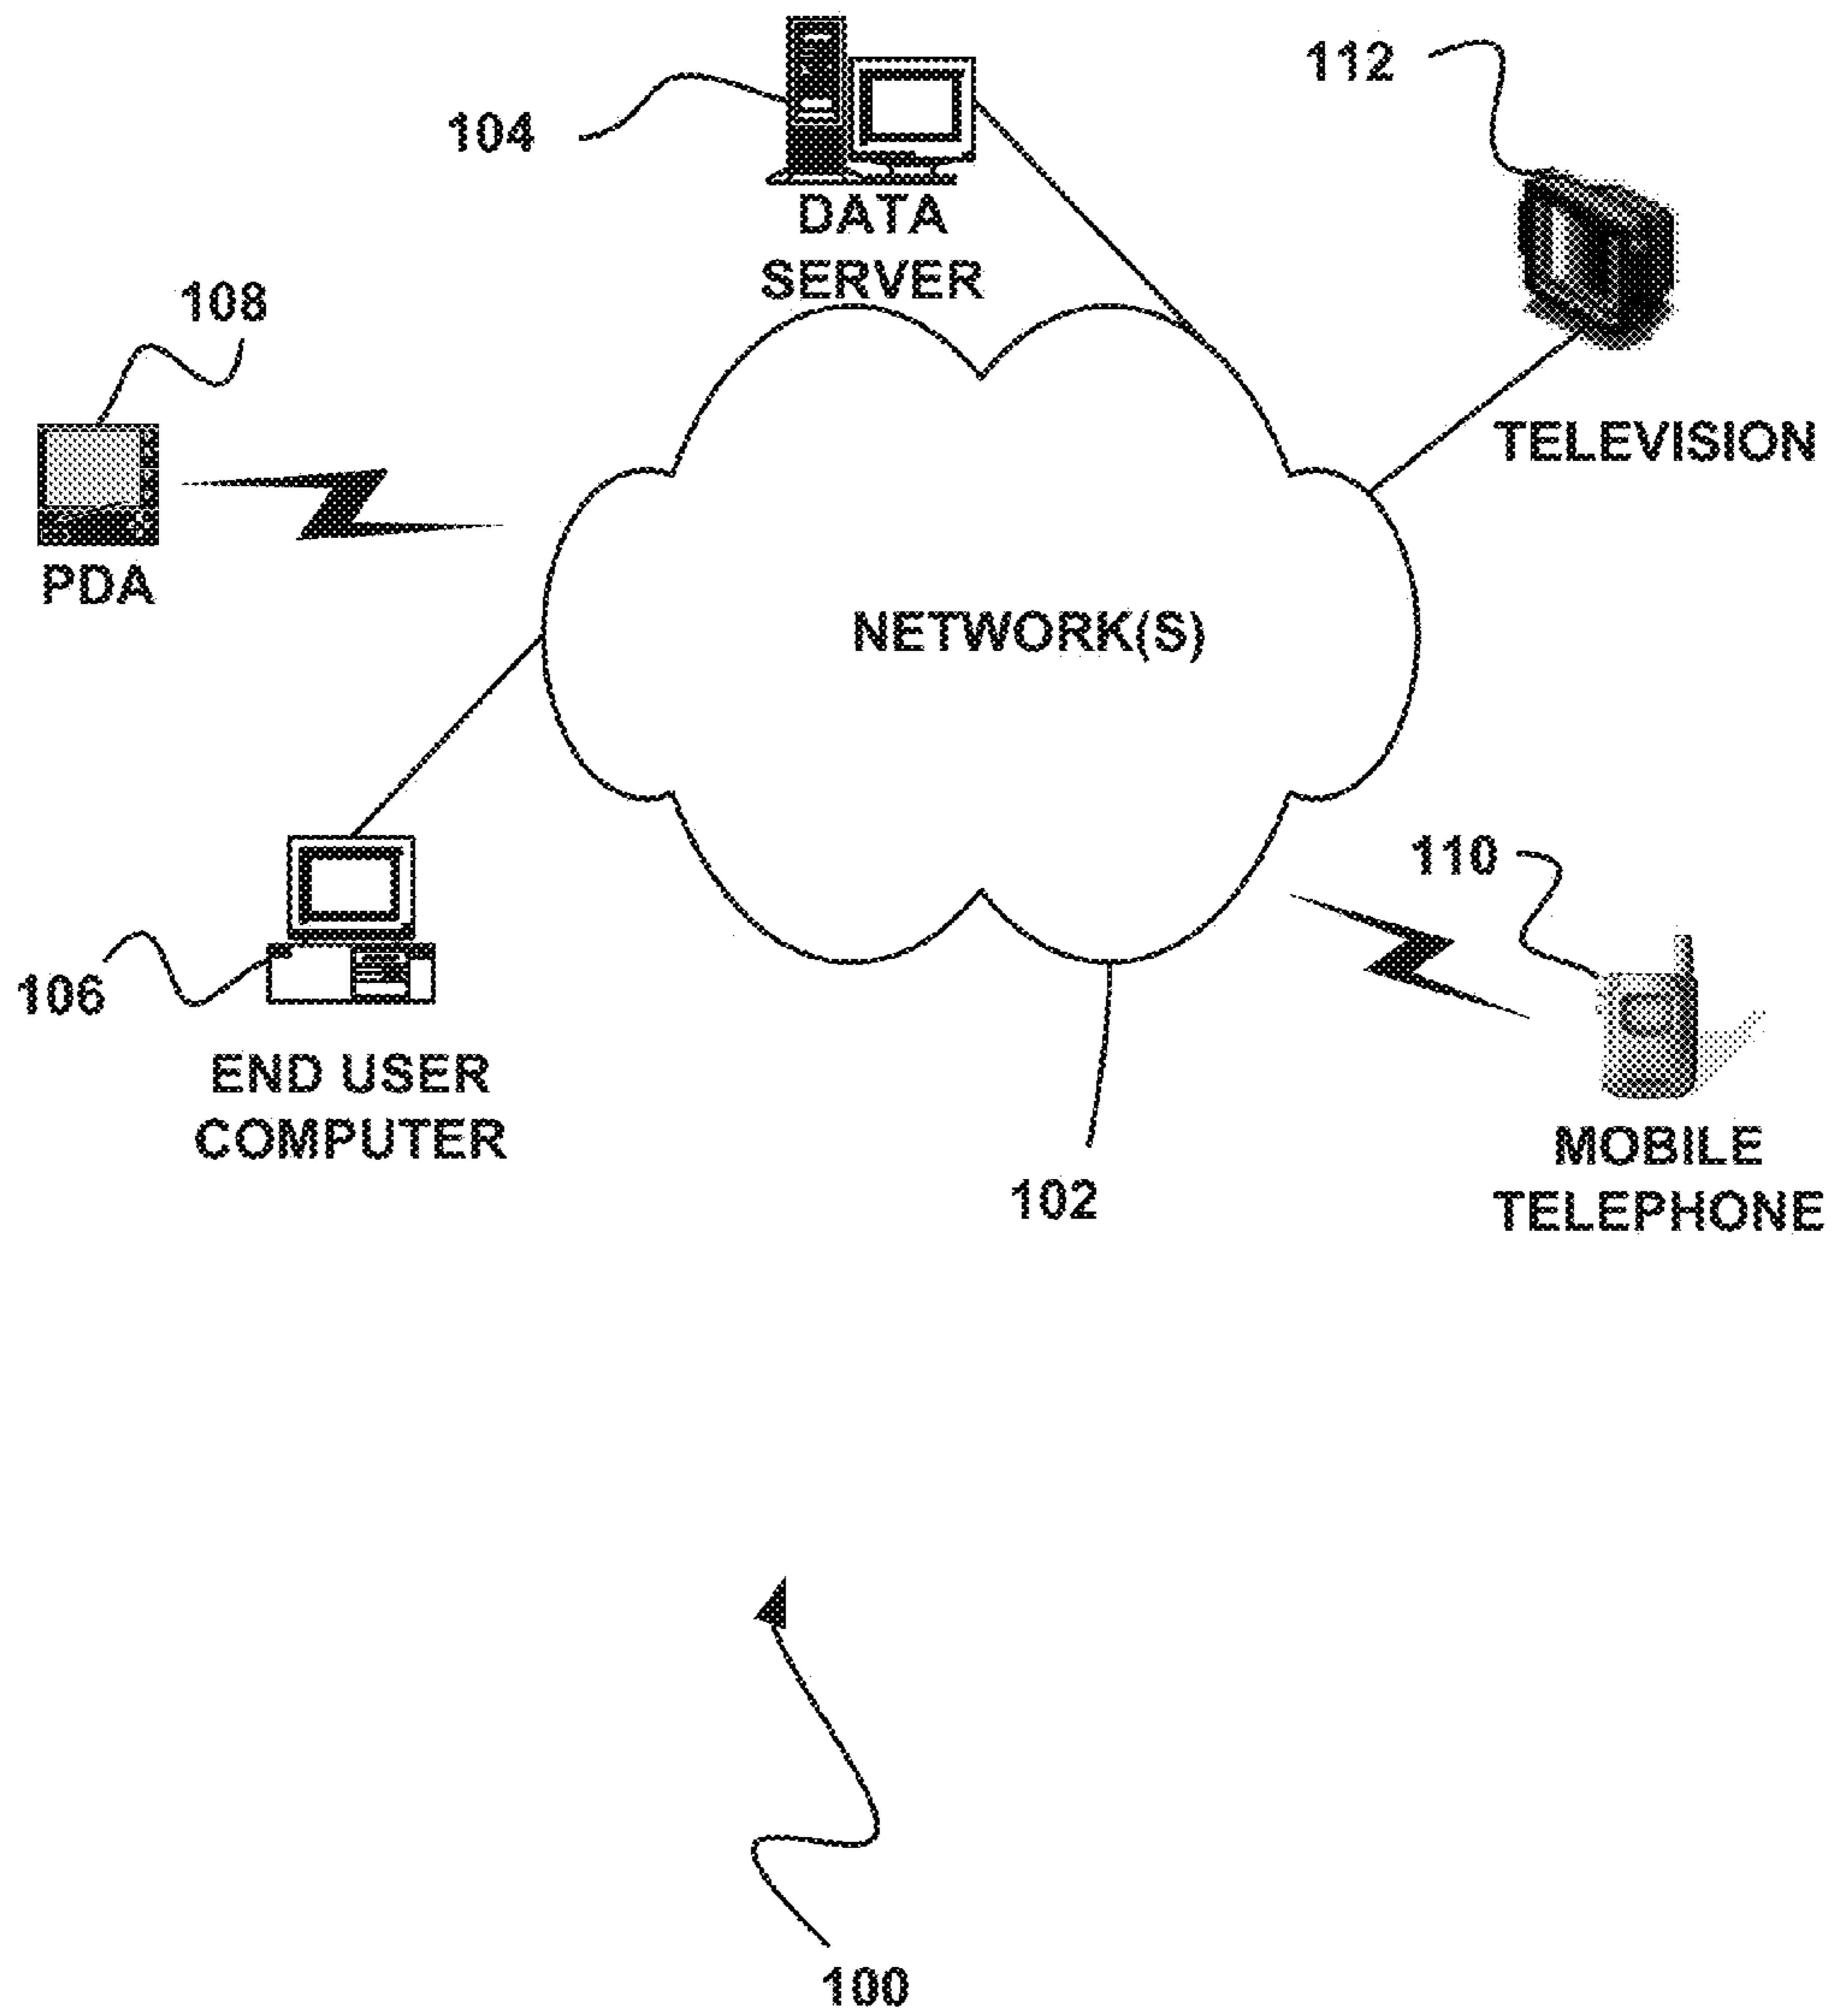 112
104
DATA
SERVER
108
TELEVISION
PDA
NETWORK(S)
110
106
END USER
COMPUTER
MOBILE
TELEPHONE
102
100